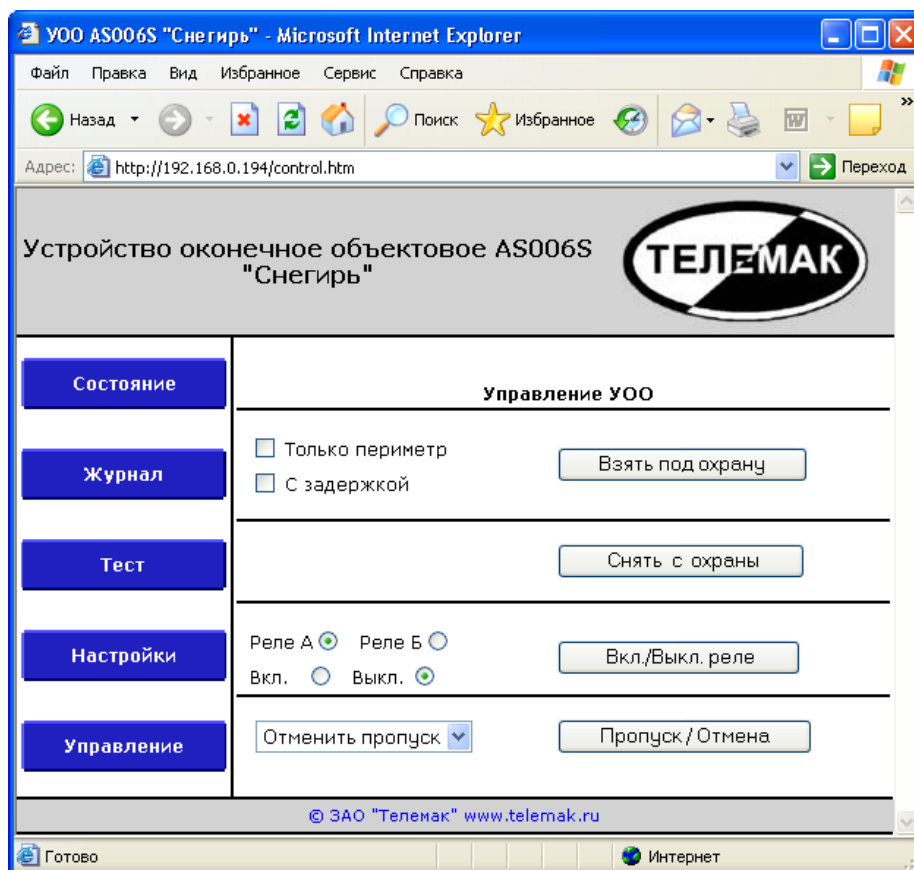 УОО AS006S "Снегирь" - Microsoft Internet Explorer
Файл Правка Вид Избранное Сервис Справка
Назад Поиск Избранное »
Адрес: http://192.168.0.194/control.htm Переход
Устройство оконечное объектовое AS006S
"Снегирь"
ТЕЛЕМАК
Состояние
Управление УОО
Журнал
Только периметр
С задержкой
Взять под охрану
Тест
Снять с охраны
Настройки
Реле А Реле Б
Вкл. Выкл.
Вкл./Выкл. реле
Управление
Отменить пропуск
Пропуск / Отмена
© ЗАО "Телемак" www.telemak.ru
Готово Интернет